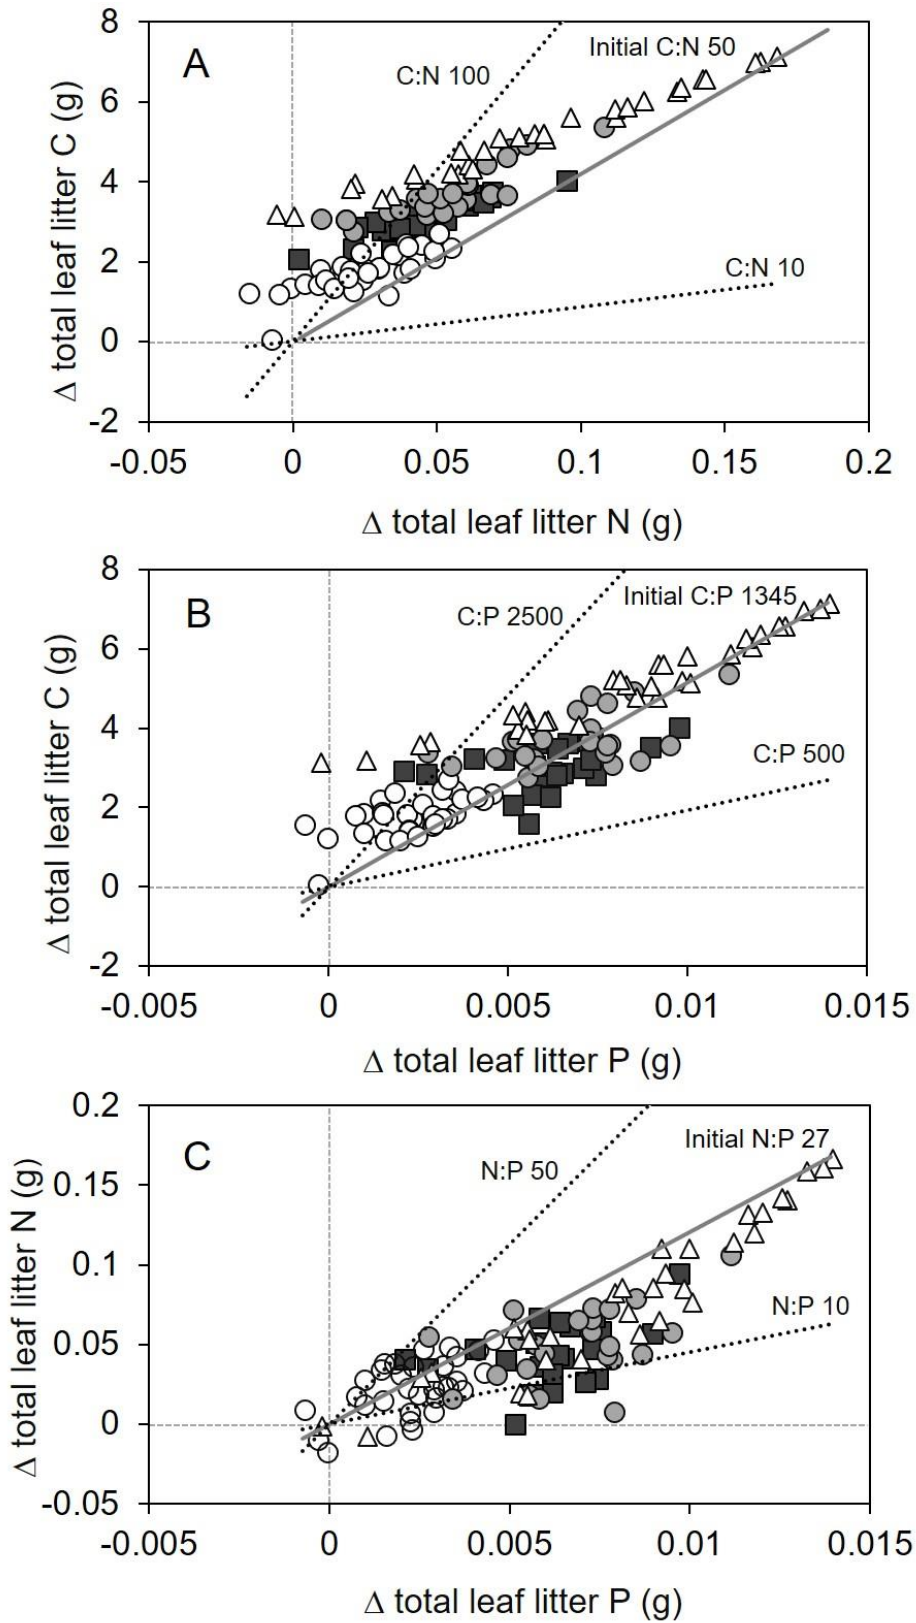 8
6
4
2
0
-2
A
C:N 100
Initial C:N 50
C:N 10
-0.05 0 0.05 0.1 0.15 0.2
Δ total leaf litter C (g)
Δ total leaf litter N (g)
8
6
4
2
0
-2
B
C:P 2500
Initial C:P 1345
C:P 500
-0.005 0 0.005 0.01 0.015
Δ total leaf litter C (g)
Δ total leaf litter P (g)
0.2
0.15
0.1
0.05
0
-0.05
C
N:P 50
Initial N:P 27
N:P 10
-0.005 0 0.005 0.01 0.015
Δ total leaf litter N (g)
Δ total leaf litter P (g)